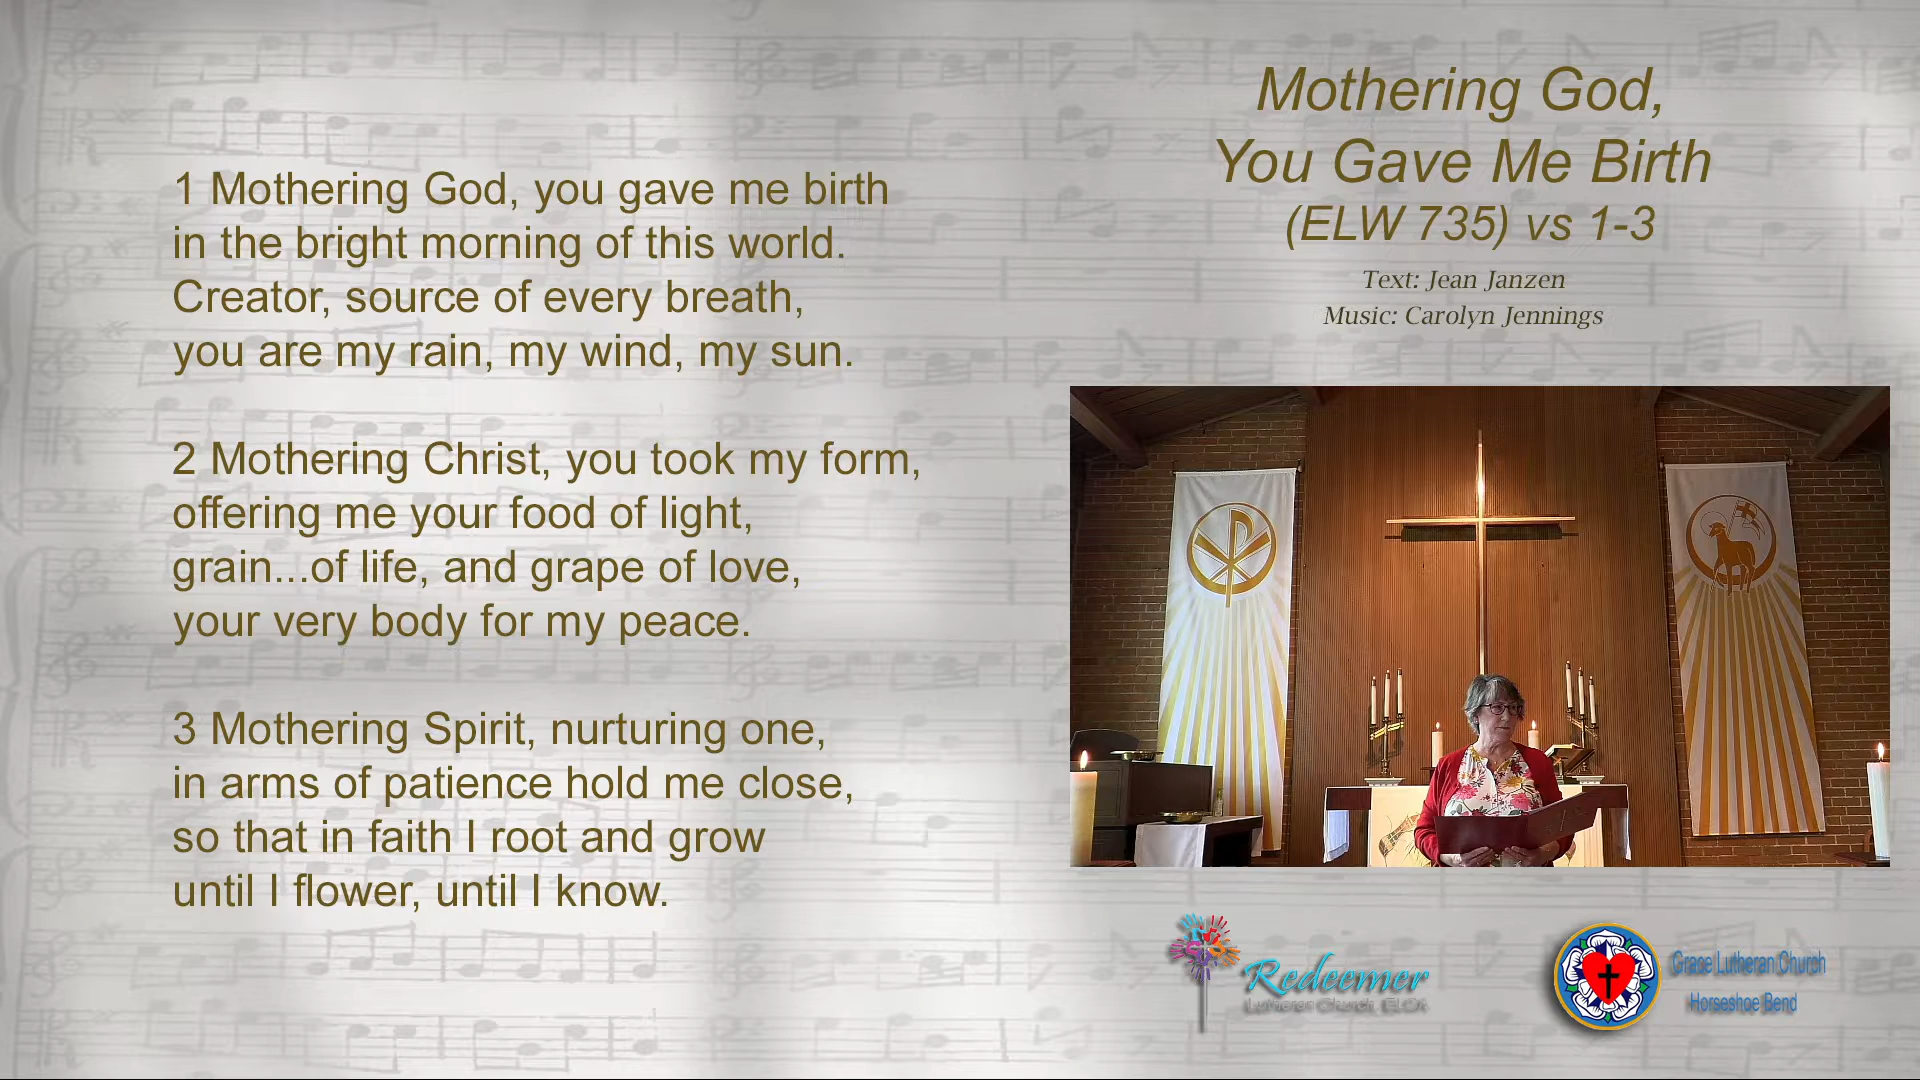 Mothering God,
You Gave Me Birth
(ELW 735) vs 1-3
Text: Jean Janzen
Music: Carolyn Jennings
1 Mothering God, you gave me birth
in the bright morning of this world.
Creator, source of every breath,
you are my rain, my wind, my sun.
2 Mothering Christ, you took my form,
offering me your food of light,
grain...of life, and grape of love,
your very body for my peace.
3 Mothering Spirit, nurturing one,
in arms of patience hold me close,
so that in faith I root and grow
until I flower, until I know.
Redeemer
Lutheran Church, ELCA
Grace Lutheran Church
Horseshoe Bend